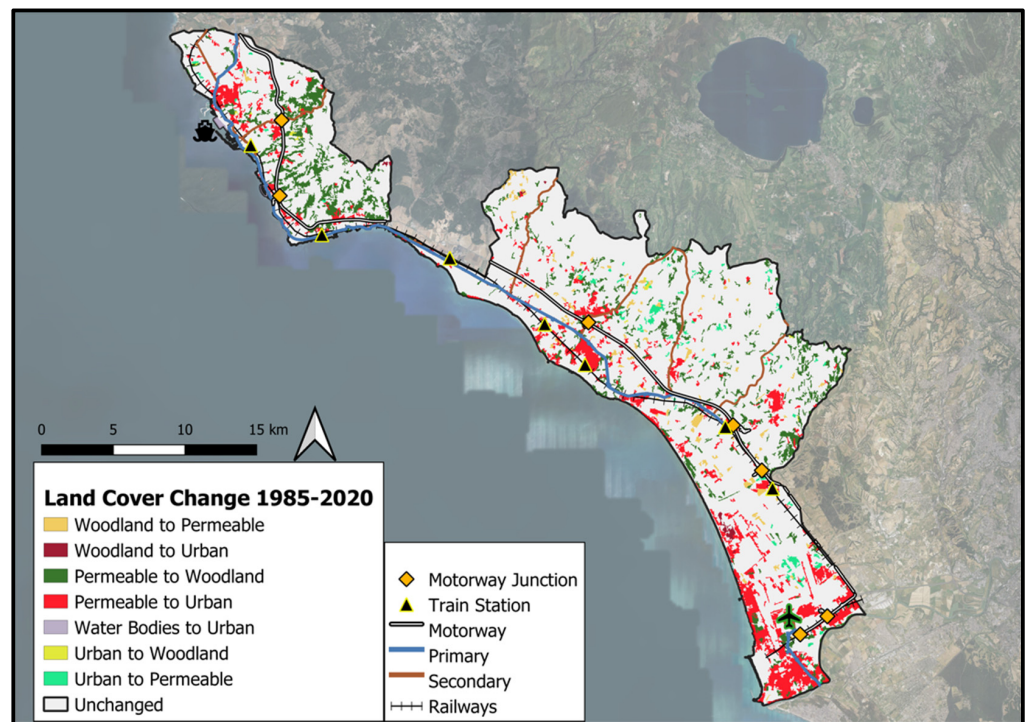 0 5 10 15 km
Land Cover Change 1985-2020
Woodland to Permeable
Woodland to Urban
Permeable to Woodland
Permeable to Urban
Water Bodies to Urban
Urban to Woodland
Urban to Permeable
Unchanged
Motorway Junction
Train Station
Motorway
Primary
Secondary
Railways